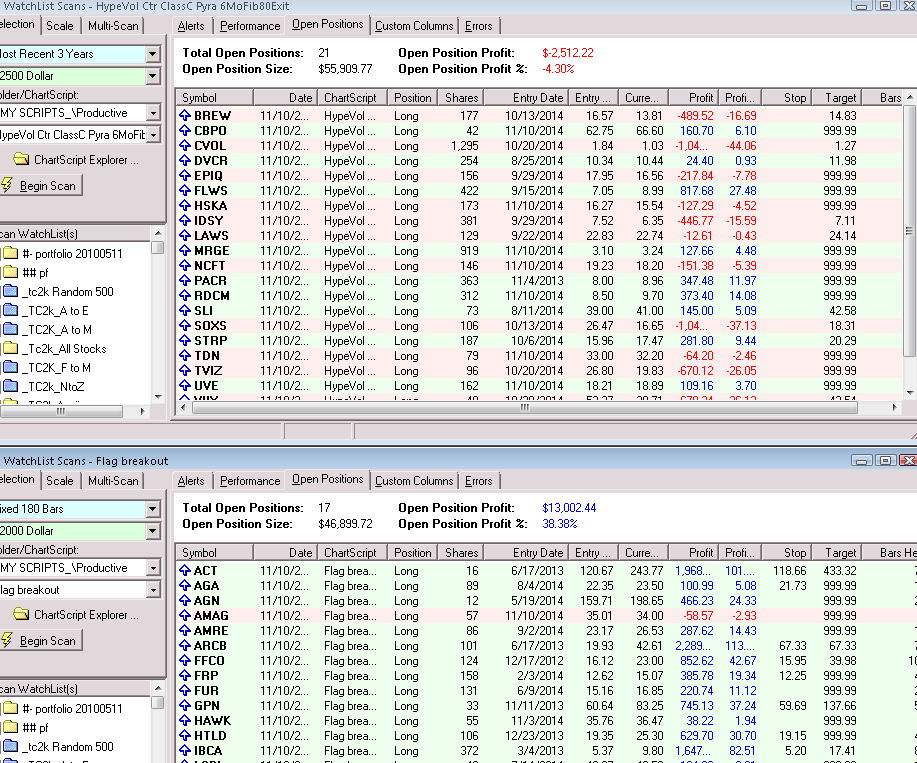 WatchList Scans - HypeVol Ctr ClassC Pyra 6MoFib80Exit
election Scale Multi-Scan Alerts Performance Open Positions Custom Columns Errors
ost Recent 3 Years
2500 Dollar
older/ChartScript:
MY SCRIPTS_\Productive
HypeVol Ctr ClassC Pyra 6MoFib
ChartScript Explorer ...
Begin Scan
can WatchList(s)
#- portfolio 20100511
## pf
_tc2k Random 500
_TC2K_A to E
_TC2K_A to M
_Tc2k_All Stocks
_TC2K_F to M
_TC2K_NtoZ
Total Open Positions: 21 Open Position Profit: $-2,512.22
Open Position Size: $55,909.77 Open Position Profit %: -4.30%
Symbol Date ChartScript Position Shares Entry Date Entry ... Curre... Profit Profi... Stop Target Bars
BREW 11/10/2... HypeVol ... Long 177 10/13/2014 16.57 13.81 -489.52 -16.69 14.83
CBPO 11/10/2... HypeVol ... Long 42 11/10/2014 62.75 66.60 160.70 6.10 999.99
CVOL 11/10/2... HypeVol ... Long 1,295 10/20/2014 1.84 1.03 -1,04... -44.06 1.27
DVCR 11/10/2... HypeVol ... Long 254 8/25/2014 10.34 10.44 24.40 0.93 11.98
EPIQ 11/10/2... HypeVol ... Long 156 9/29/2014 17.95 16.56 -217.84 -7.78 999.99
FLWS 11/10/2... HypeVol ... Long 422 9/15/2014 7.05 8.99 817.68 27.48 999.99
HSKA 11/10/2... HypeVol ... Long 173 11/10/2014 16.27 15.54 -127.29 -4.52 999.99
IDSY 11/10/2... HypeVol ... Long 381 9/29/2014 7.52 6.35 -446.77 -15.59 7.11
LAWS 11/10/2... HypeVol ... Long 129 9/22/2014 22.83 22.74 -12.61 -0.43 24.14
MRGE 11/10/2... HypeVol ... Long 919 11/10/2014 3.10 3.24 127.66 4.48 999.99
NCFT 11/10/2... HypeVol ... Long 146 11/10/2014 19.23 18.20 -151.38 -5.39 999.99
PACR 11/10/2... HypeVol ... Long 363 11/4/2013 8.00 8.96 347.48 11.97 999.99
RDCM 11/10/2... HypeVol ... Long 312 11/10/2014 8.50 9.70 373.40 14.08 999.99
SLI 11/10/2... HypeVol ... Long 73 8/11/2014 39.00 41.00 145.00 5.09 42.58
SOXS 11/10/2... HypeVol ... Long 106 10/13/2014 26.47 16.65 -1,04... -37.13 18.31
STRP 11/10/2... HypeVol ... Long 187 10/6/2014 15.96 17.47 281.80 9.44 20.29
TDN 11/10/2... HypeVol ... Long 79 11/10/2014 33.00 32.20 -64.20 -2.46 999.99
TVIZ 11/10/2... HypeVol ... Long 96 10/20/2014 26.80 19.83 -670.12 -26.05 999.99
UVE 11/10/2... HypeVol ... Long 162 11/10/2014 18.21 18.89 109.16 3.70 999.99
WatchList Scans - Flag breakout
election Scale Multi-Scan Alerts Performance Open Positions Custom Columns Errors
ixed 180 Bars
2000 Dollar
older/ChartScript:
MY SCRIPTS_\Productive
lag breakout
ChartScript Explorer ...
Begin Scan
can WatchList(s)
#- portfolio 20100511
## pf
_tc2k Random 500
Total Open Positions: 17 Open Position Profit: $13,002.44
Open Position Size: $46,899.72 Open Position Profit %: 38.38%
Symbol Date ChartScript Position Shares Entry Date Entry ... Curre... Profit Profi... Stop Target Bars He
ACT 11/10/2... Flag brea... Long 16 6/17/2013 120.67 243.77 1,968... 101.... 118.66 433.32
AGA 11/10/2... Flag brea... Long 89 8/4/2014 22.35 23.50 100.99 5.08 21.73 999.99
AGN 11/10/2... Flag brea... Long 12 5/19/2014 159.71 198.65 466.23 24.33 999.99
AMAG 11/10/2... Flag brea... Long 57 11/10/2014 35.01 34.00 -58.57 -2.93 999.99
AMRE 11/10/2... Flag brea... Long 86 9/2/2014 23.17 26.53 287.62 14.43 999.99
ARCB 11/10/2... Flag brea... Long 101 6/17/2013 19.93 42.61 2,289... 113.... 67.33 67.33
FFCO 11/10/2... Flag brea... Long 124 12/17/2012 16.12 23.00 852.62 42.67 15.95 39.98
FRP 11/10/2... Flag brea... Long 158 2/3/2014 12.62 15.07 385.78 19.34 12.25 999.99
FUR 11/10/2... Flag brea... Long 131 6/9/2014 15.16 16.85 220.74 11.12 999.99
GPN 11/10/2... Flag brea... Long 33 11/11/2013 60.64 83.25 745.13 37.24 59.69 137.66
HAWK 11/10/2... Flag brea... Long 55 11/3/2014 35.76 36.47 38.22 1.94 999.99
HTLD 11/10/2... Flag brea... Long 106 12/23/2013 19.35 25.30 629.70 30.70 19.15 999.99
IBCA 11/10/2... Flag brea... Long 372 3/4/2013 5.37 9.80 1,647... 82.51 5.20 17.41